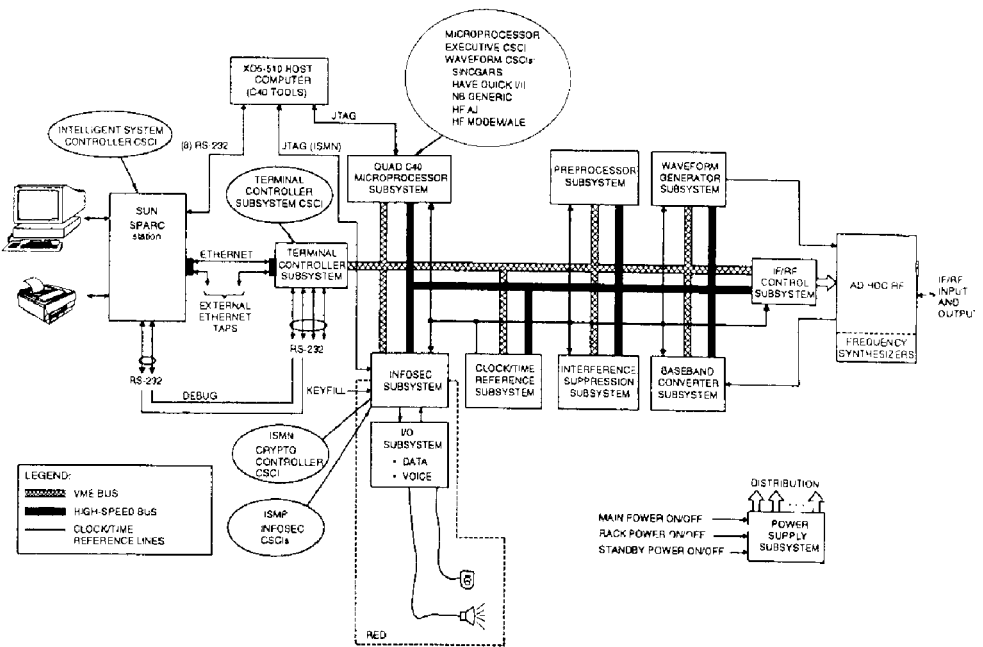 MICROPROCESSOR
EXECUTIVE CSCI
WAVEFORM CSCIs
SINCGARS
HAVE QUICK I/II
NB GENERIC
HF AJ
HF MODEM/ALE
XDS-510 HOST
COMPUTER
(C40 TOOLS)
JTAG
INTELLIGENT SYSTEM
CONTROLLER CSCI
(8) RS-232
JTAG (ISMN)
TERMINAL
CONTROLLER
SUBSYSTEM CSCI
QUAD C40
MICROPROCESSOR
SUBSYSTEM
PREPROCESSOR
SUBSYSTEM
WAVEFORM
GENERATOR
SUBSYSTEM
SUN
SPARC
station
ETHERNET
TERMINAL
CONTROLLER
SUBSYSTEM
IF/RF
CONTROL
SUBSYSTEM
AD HOC RF
IF/RF
INPUT
AND
OUTPUT
EXTERNAL
ETHERNET
TAPS
RS-232
FREQUENCY
SYNTHESIZERS
RS-232
DEBUG
KEYFILL
INFOSEC
SUBSYSTEM
CLOCK/TIME
REFERENCE
SUBSYSTEM
INTERFERENCE
SUPPRESSION
SUBSYSTEM
BASEBAND
CONVERTER
SUBSYSTEM
ISMN
CRYPTO
CONTROLLER
CSCI
I/O
SUBSYSTEM
• DATA
• VOICE
LEGEND:
VME BUS
HIGH-SPEED BUS
CLOCK/TIME
REFERENCE LINES
ISMP
INFOSEC
CSCIs
DISTRIBUTION
MAIN POWER ON/OFF
RACK POWER ON/OFF
STANDBY POWER ON/OFF
POWER
SUPPLY
SUBSYSTEM
RED